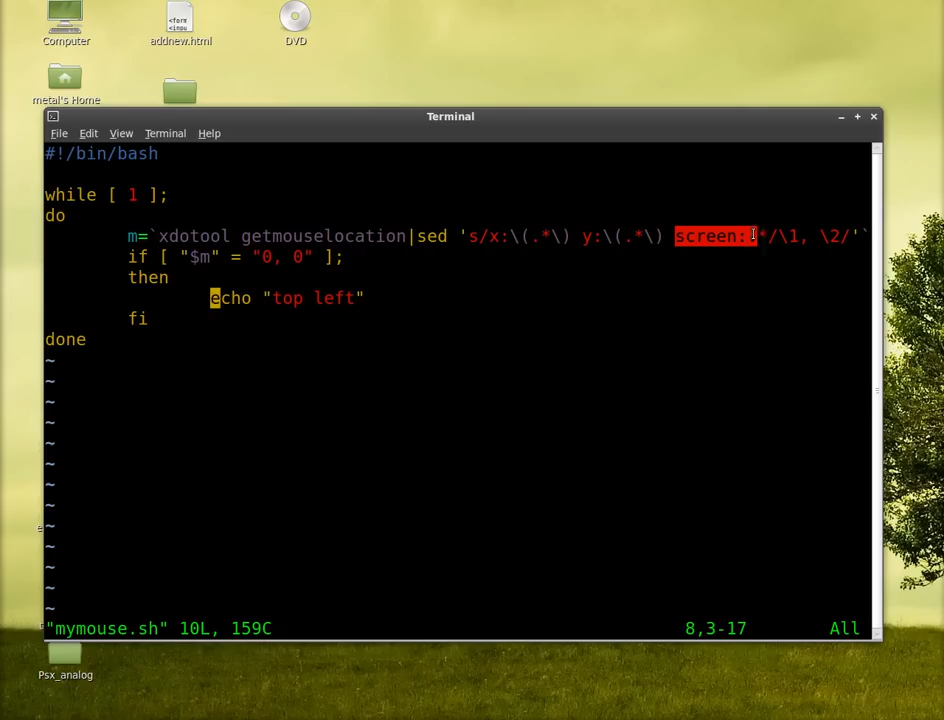 Computer
addnew.html
DVD
<form
<inpu
metal's Home
Terminal
File Edit View Terminal Help
#!/bin/bash
while [ 1 ];
do
m=`xdotool getmouselocation|sed 's/x:\(.*\) y:\(.*\) screen:.*/\1, \2/'`
if [ "$m" = "0, 0" ];
then
echo "top left"
fi
done
~
~
~
~
~
~
~
~
~
~
~
~
~
"mymouse.sh" 10L, 159C 8,3-17 All
Psx_analog